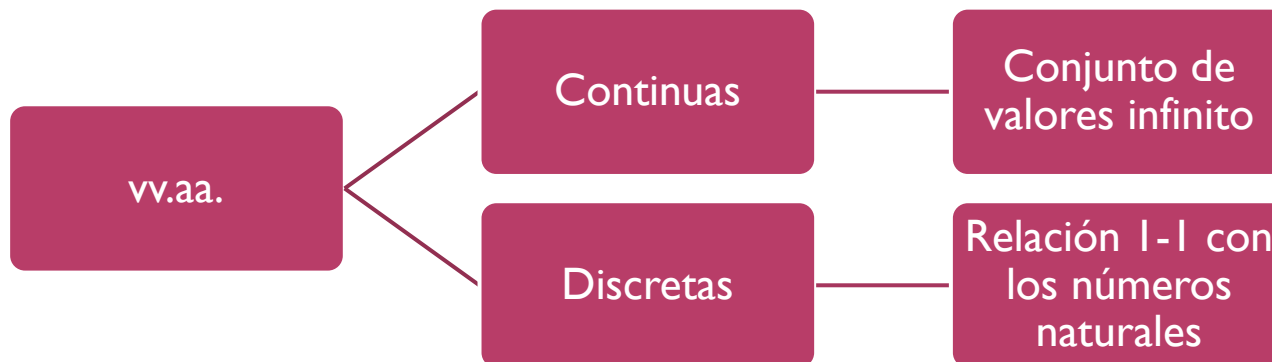 vv.aa.
Continuas
Conjunto de
valores infinito
Discretas
Relación 1-1 con
los números
naturales